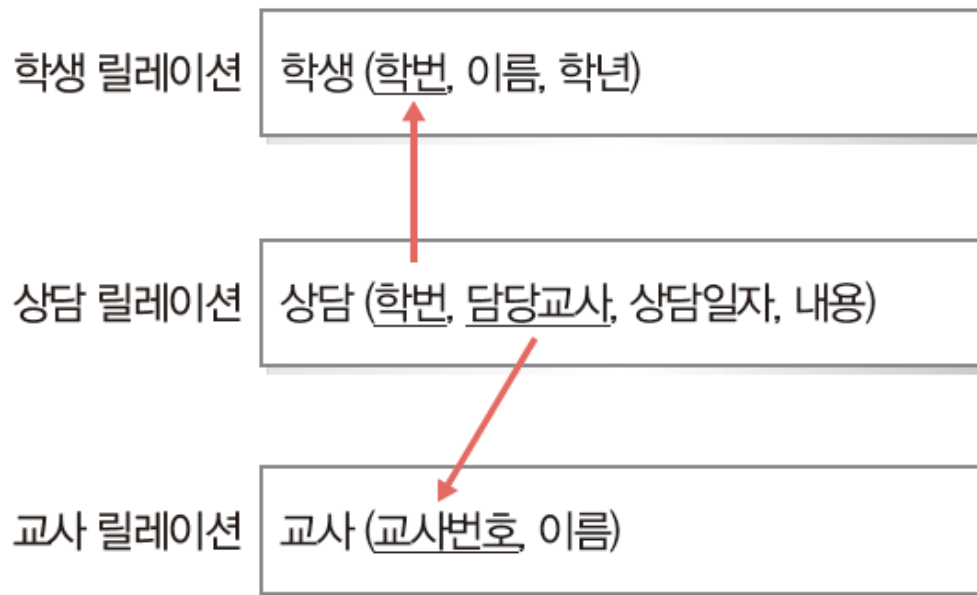 학생 릴레이션 학생 (학번, 이름, 학년)
상담 릴레이션 상담 (학번, 담당교사, 상담일자, 내용)
교사 릴레이션 교사 (교사번호, 이름)